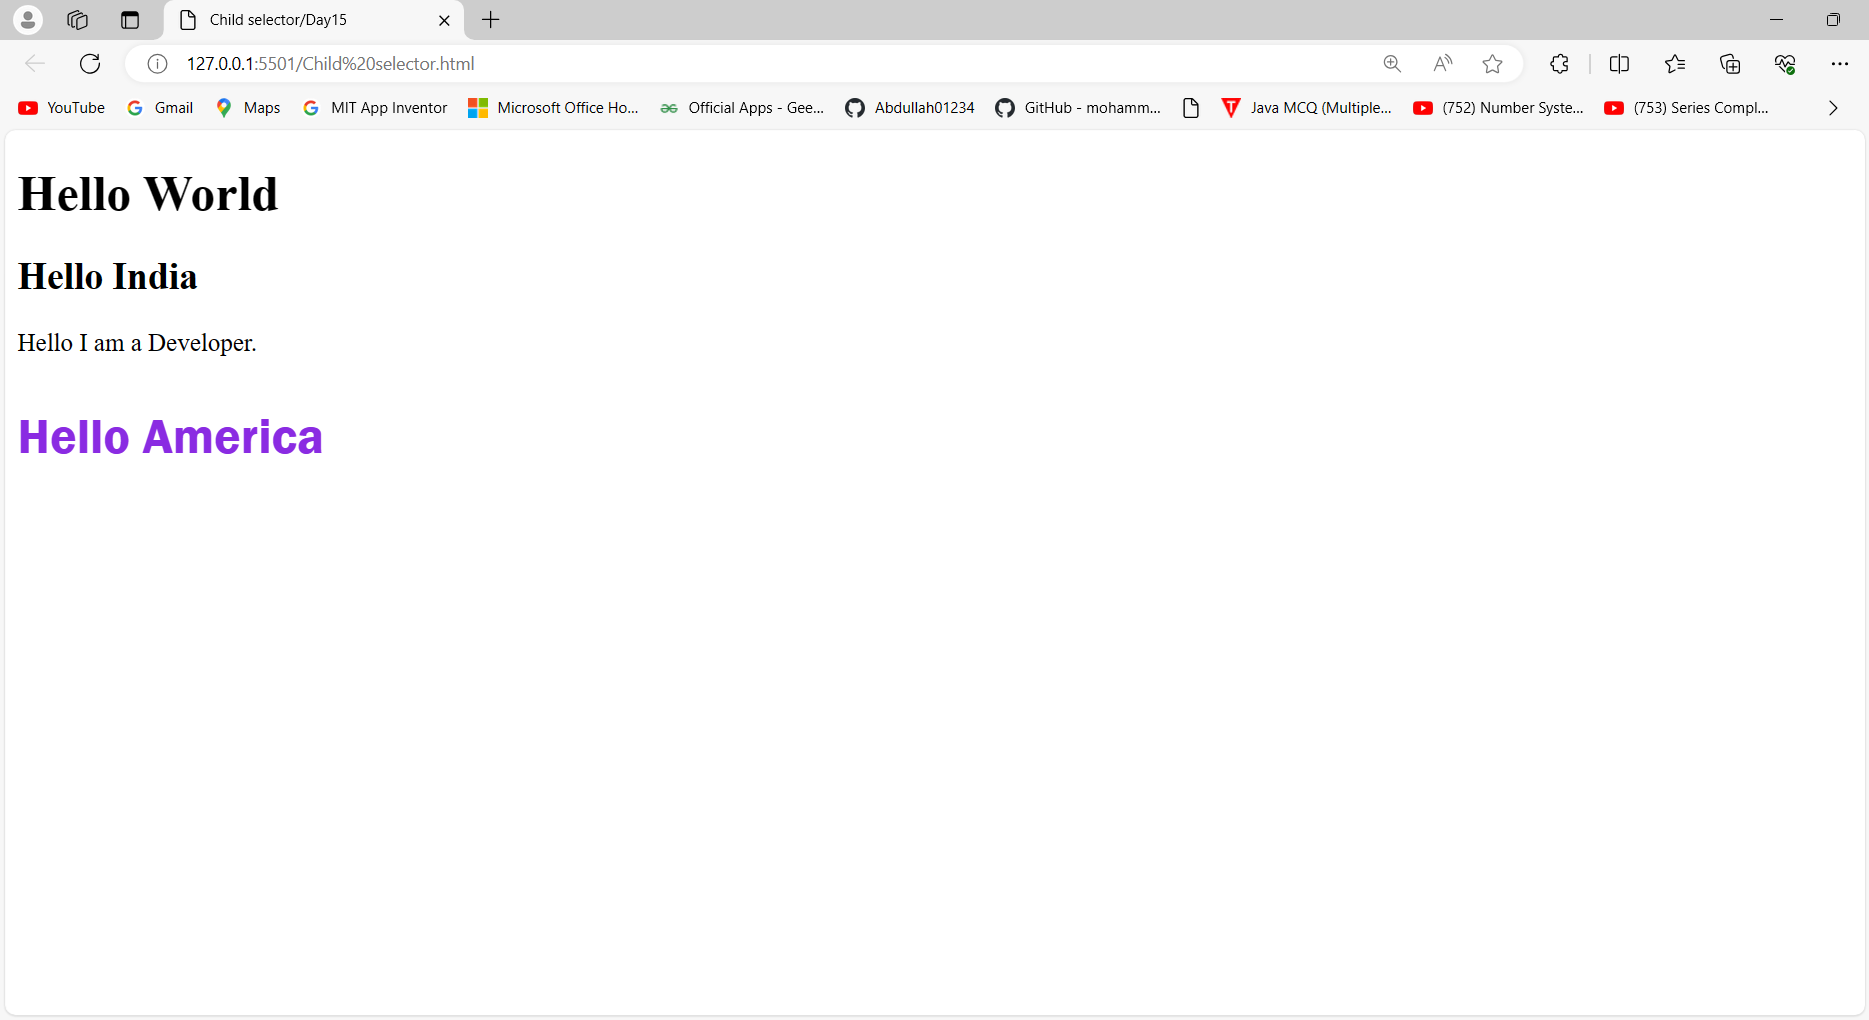 Child selector/Day15
127.0.0.1:5501/Child%20selector.html
YouTube Gmail Maps MIT App Inventor Microsoft Office Ho... Official Apps - Gee... Abdullah01234 GitHub - mohamm... Java MCQ (Multiple... (752) Number Syste... (753) Series Compl...
Hello World
Hello India
Hello I am a Developer.
Hello America